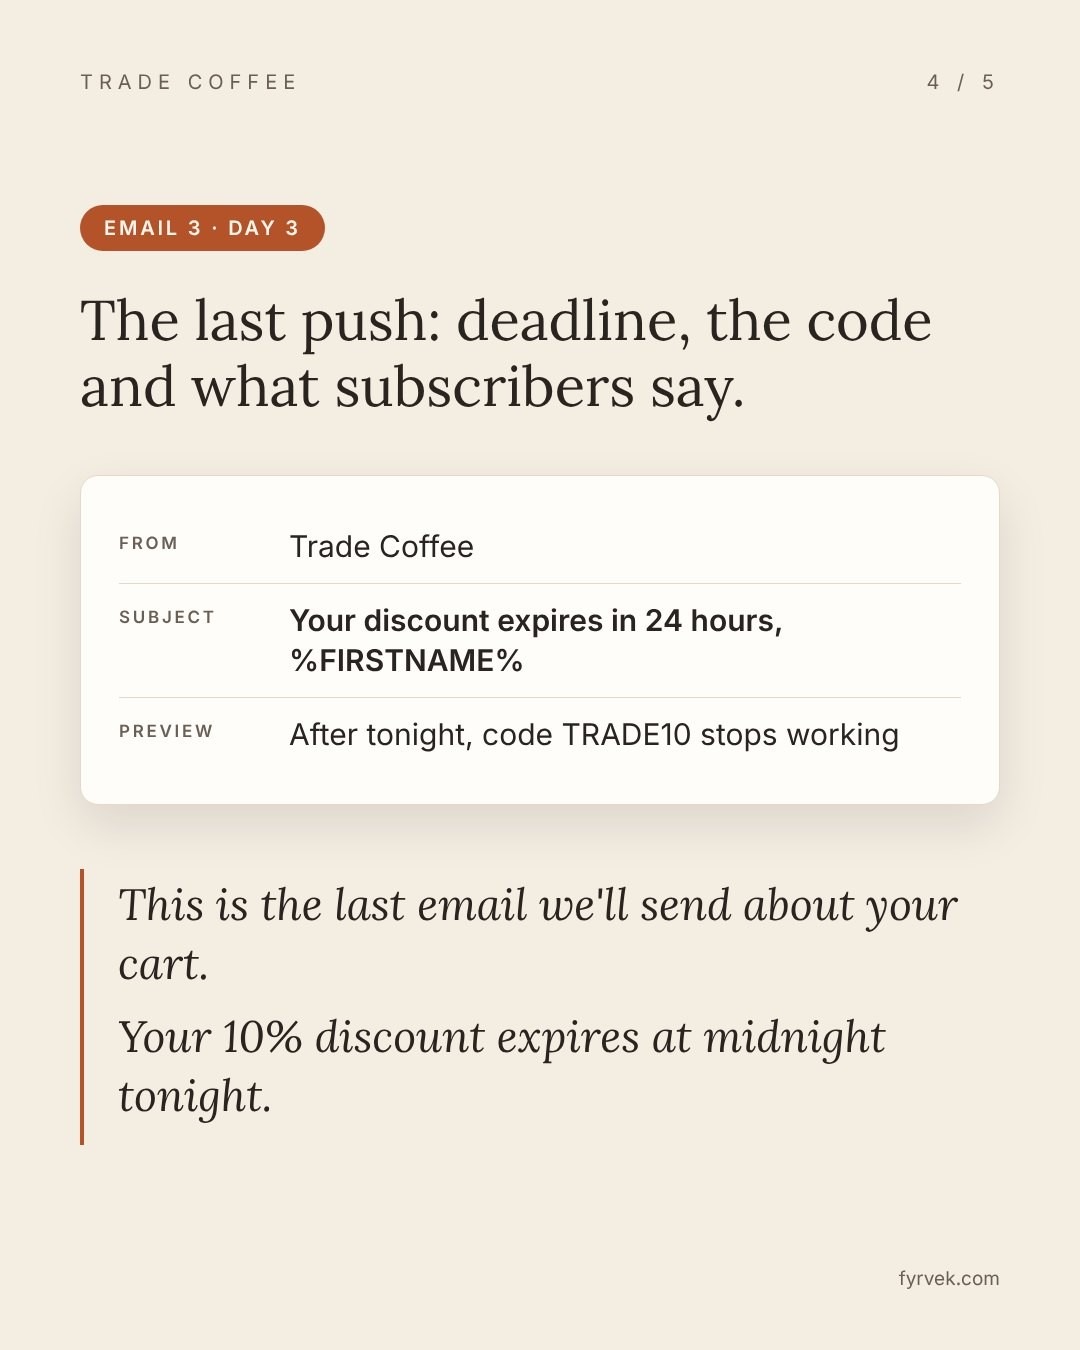 TRADE COFFEE
4 / 5
EMAIL 3 · DAY 3
The last push: deadline, the code
and what subscribers say.
FROM
Trade Coffee
SUBJECT
Your discount expires in 24 hours,
%FIRSTNAME%
PREVIEW
After tonight, code TRADE10 stops working
This is the last email we'll send about your
cart.
Your 10% discount expires at midnight
tonight.
fyrvek.com